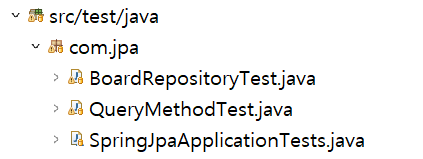 src/test/java
com.jpa
BoardRepositoryTest.java
QueryMethodTest.java
SpringJpaApplicationTests.java